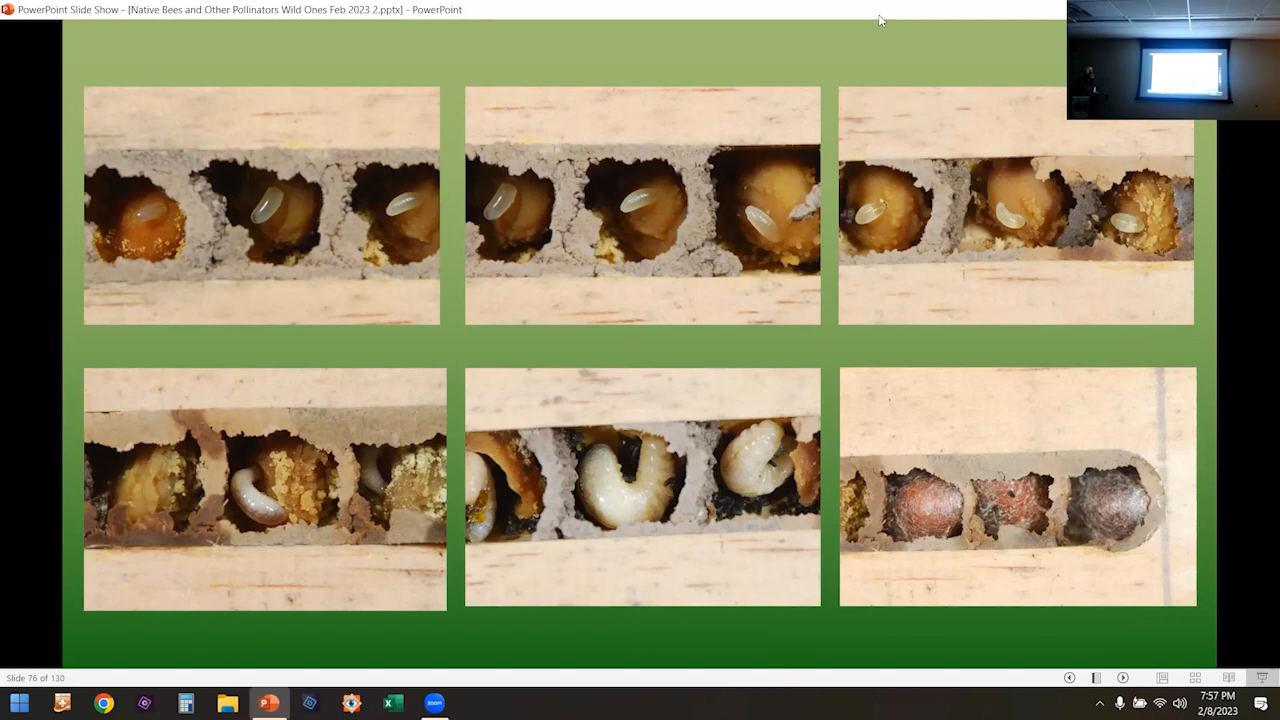 PowerPoint Slide Show - [Native Bees and Other Pollinators Wild Ones Feb 2023 2.pptx] - PowerPoint
Slide 76 of 130
zoom
7:57 PM
2/8/2023